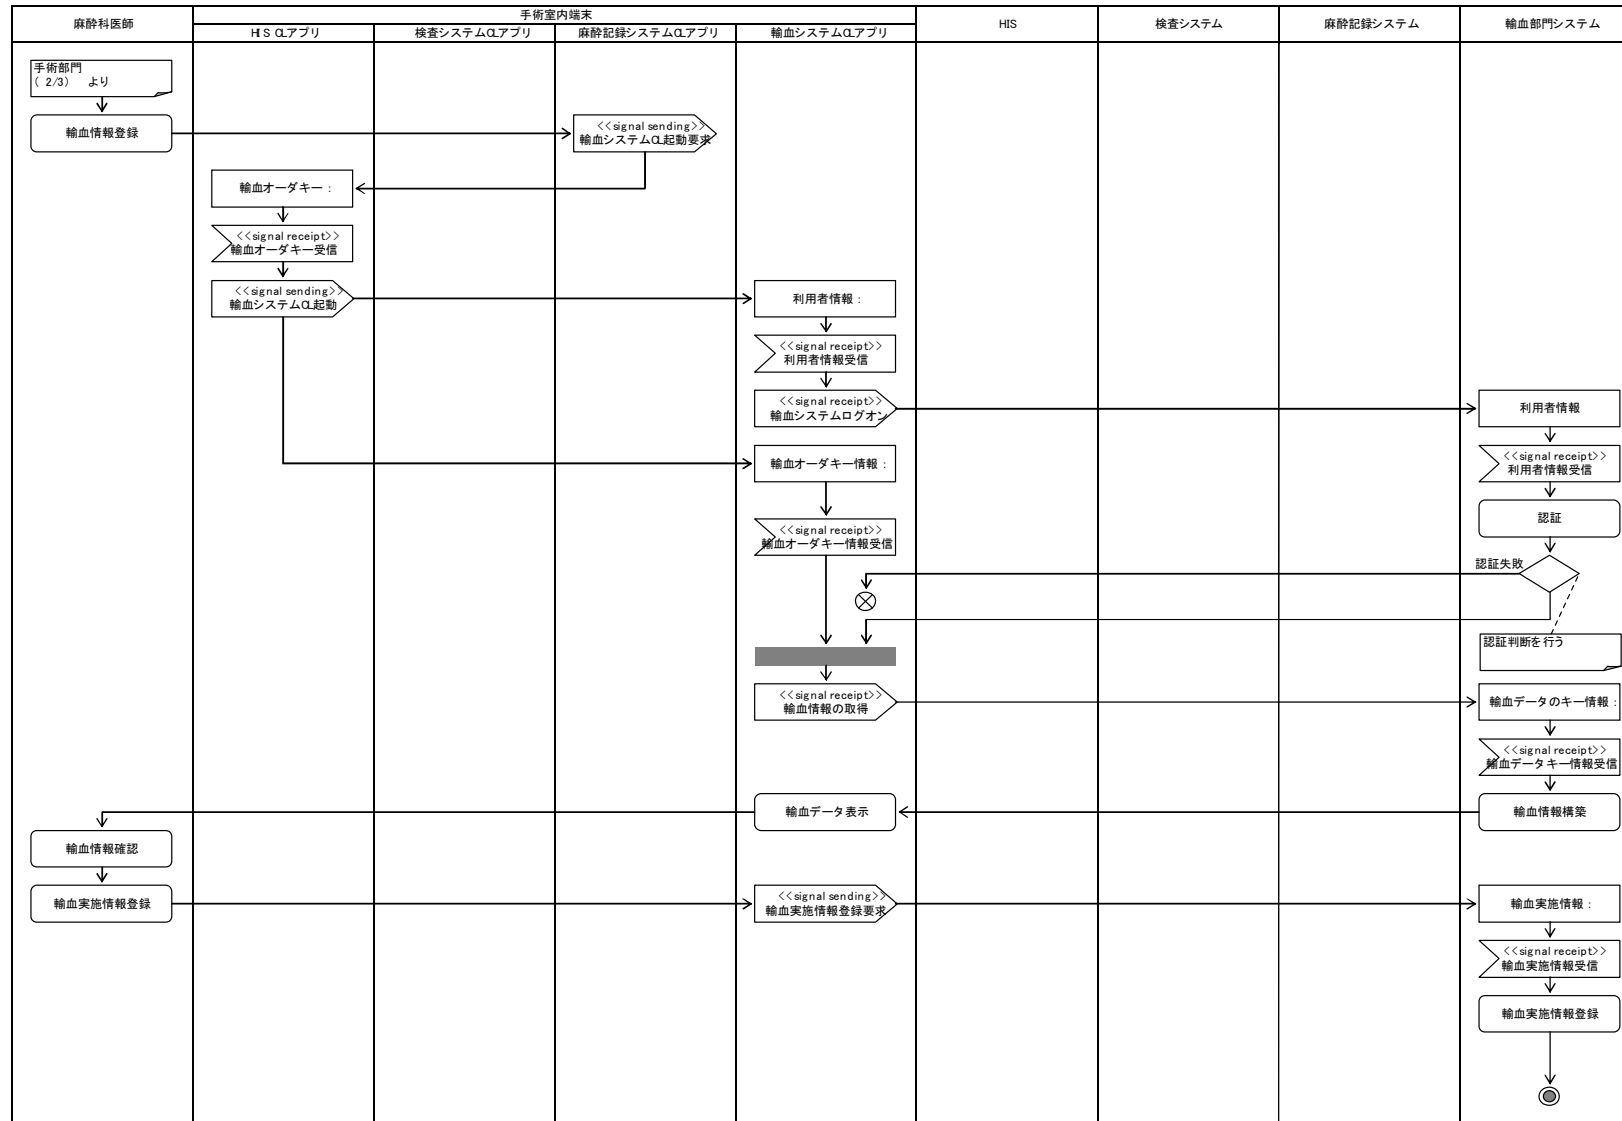 麻酔科医師
手術室内端末
HIS CLアプリ
検査システムCLアプリ
麻酔記録システムCLアプリ
輸血システムCLアプリ
HIS
検査システム
麻酔記録システム
輸血部門システム
手術部門
( 2/3) より
輸血情報登録
<<signal sending>>
輸血システムCL起動要求
輸血オーダキー :
<<signal receipt>>
輸血オーダキー受信
<<signal sending>>
輸血システムCL起動
利用者情報 :
<<signal receipt>>
利用者情報受信
<<signal receipt>>
輸血システムログオン
利用者情報
<<signal receipt>>
利用者情報受信
輸血オーダキー情報 :
認証
<<signal receipt>>
輸血オーダキー情報受信
認証失敗
認証判断を行う
<<signal receipt>>
輸血情報の取得
輸血データのキー情報 :
<<signal receipt>>
輸血データキー情報受信
輸血データ表示
輸血情報構築
輸血情報確認
輸血実施情報登録
<<signal sending>>
輸血実施情報登録要求
輸血実施情報 :
<<signal receipt>>
輸血実施情報受信
輸血実施情報登録